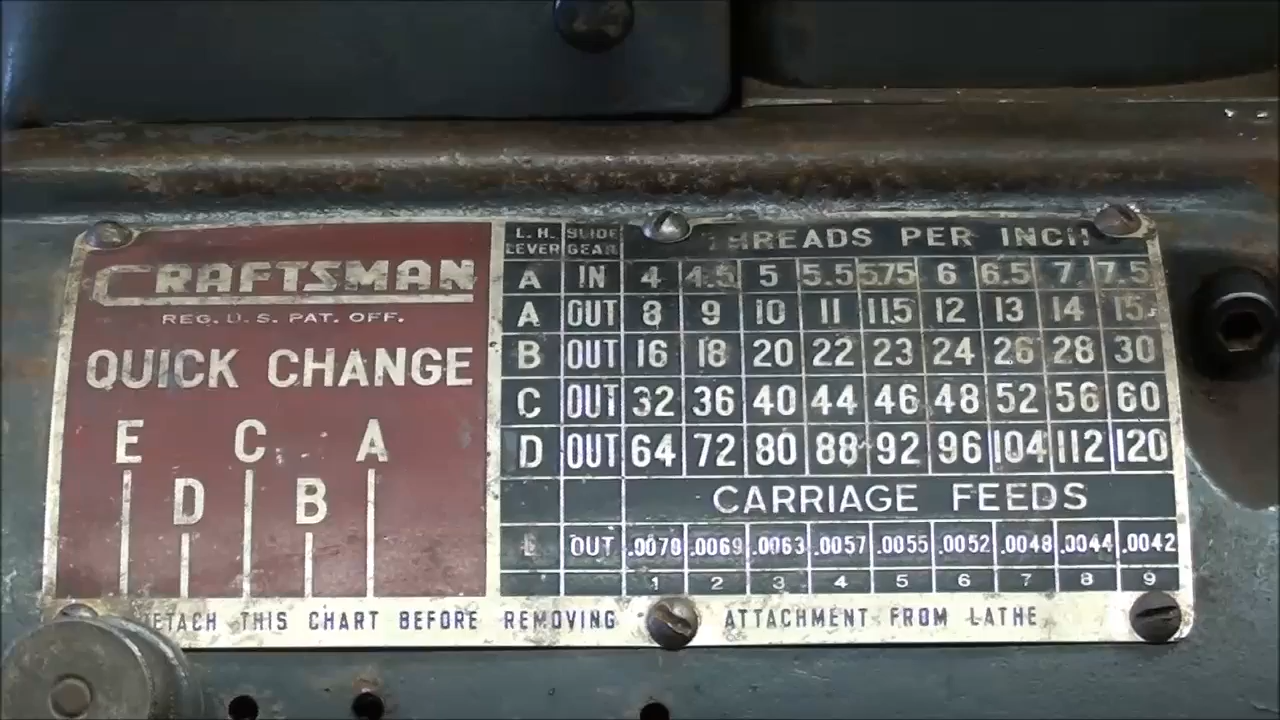 CRAFTSMAN
REG. U. S. PAT. OFF.
QUICK CHANGE
E C A
D B
L. H. LEVER SLIDE GEAR THREADS PER INCH
A IN 4 4.5 5 5.5 5.75 6 6.5 7 7.5
A OUT 8 9 10 11 11.5 12 13 14 15
B OUT 16 18 20 22 23 24 26 28 30
C OUT 32 36 40 44 46 48 52 56 60
D OUT 64 72 80 88 92 96 104 112 120
CARRIAGE FEEDS
OUT .0078 .0069 .0063 .0057 .0055 .0052 .0048 .0044 .0042
1 2 3 4 5 6 7 8 9
DETACH THIS CHART BEFORE REMOVING ATTACHMENT FROM LATHE